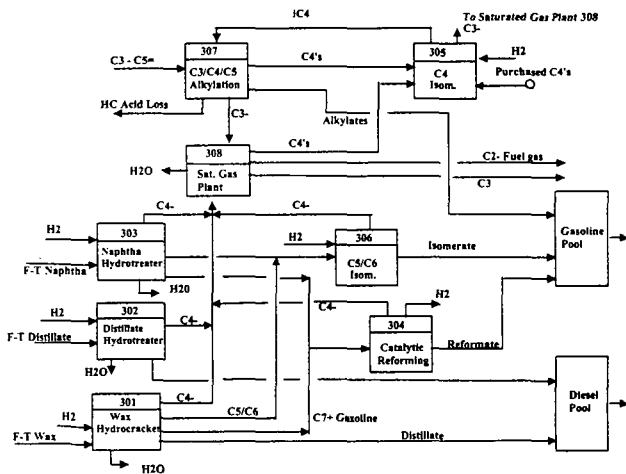 iC4
To Saturated Gas Plant 308
C3-
307
305
H2
C3 - C5=
C3/C4/C5
Alkylation
C4's
C4
Isom.
Purchased C4's
HC Acid Loss
C3-
Alkylates
308
C4's
H2O
Sat. Gas
Plant
C2- Fuel gas
C3
C4-
C4-
303
H2
306
H2
Naphtha
Hydrotreater
C5/C6
Isom.
Isomerate
Gasoline
Pool
F-T Naphtha
H20
302
H2
H2
Distillate
Hydrotreater
C4-
C4-
304
F-T Distillate
Catalytic
Reforming
Reformate
H2O
301
C4-
H2
Wax
Hydrocracket
C5/C6
C7+ Gaxoline
Diesel
Pool
F-T Wax
Distillate
H2O